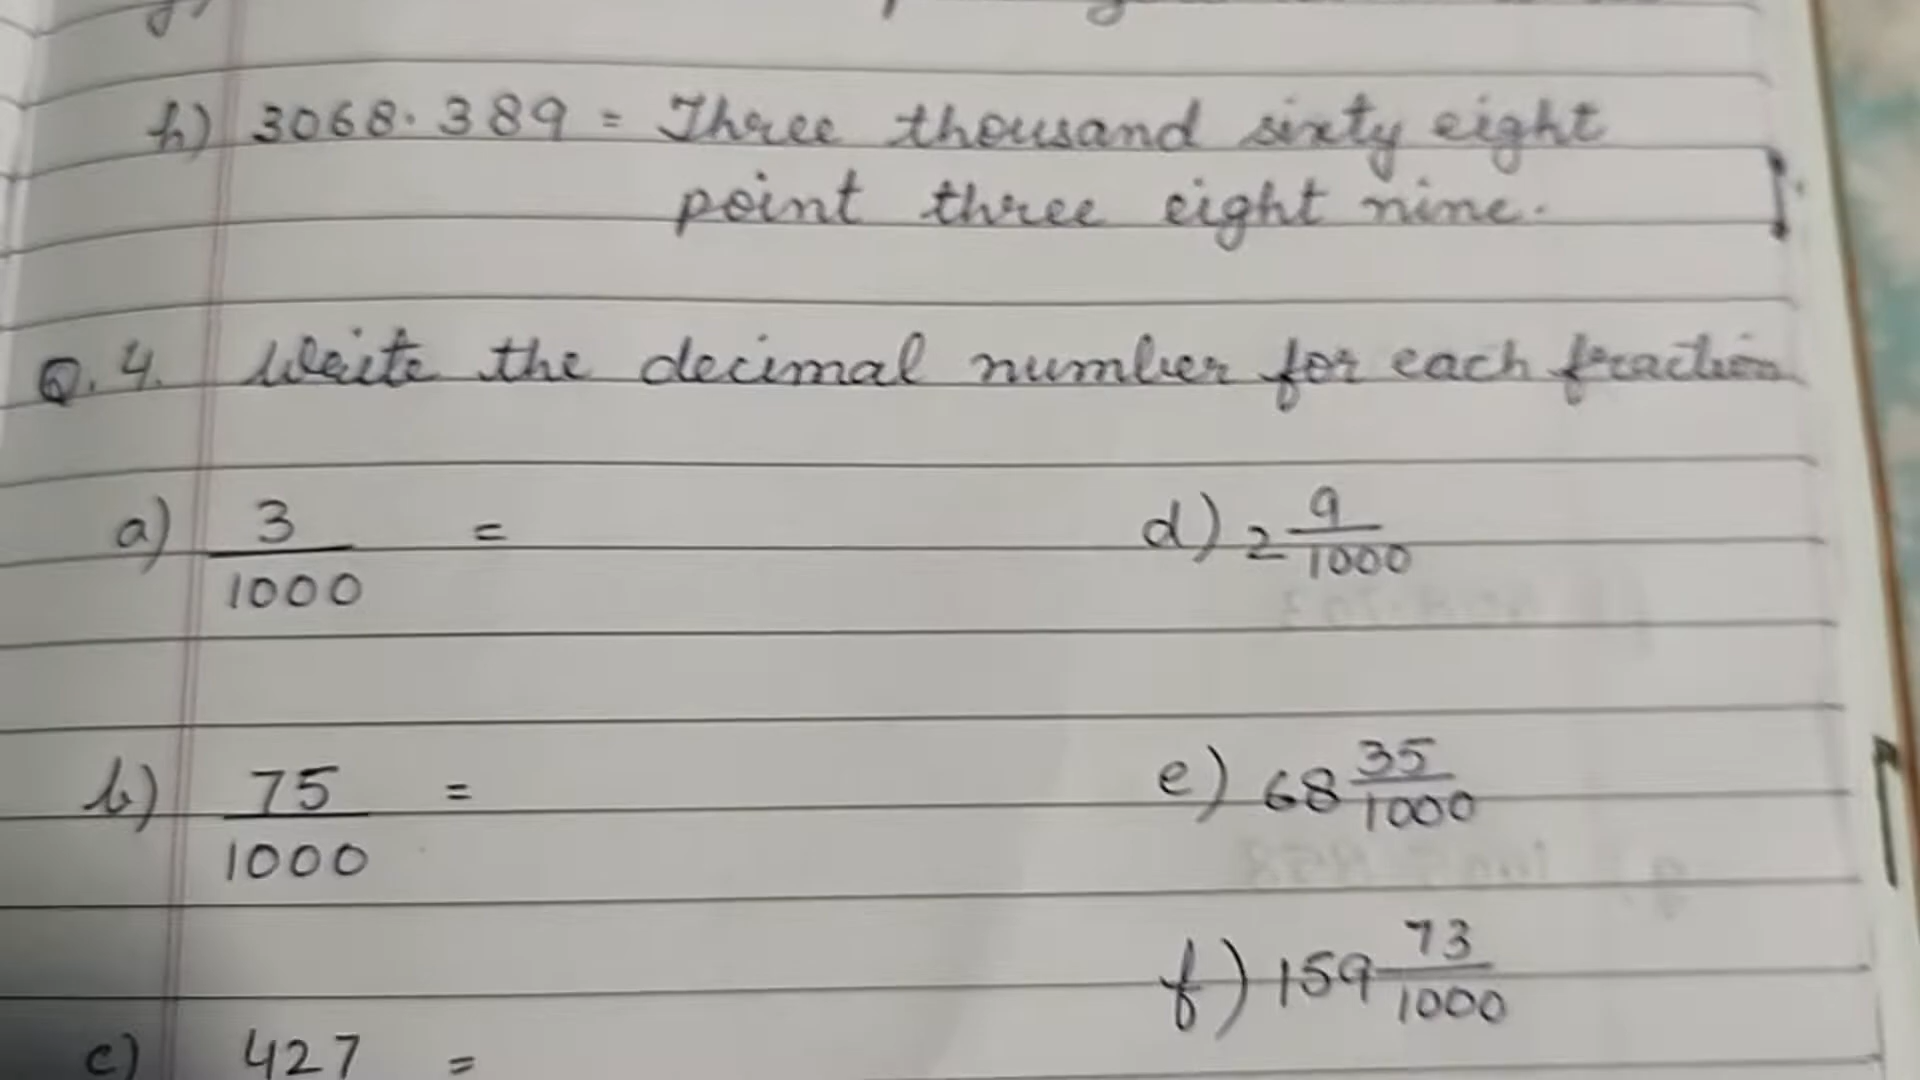 h) 3068.389 = Three thousand sixty eight
point three eight nine.
Q.4. Write the decimal number for each fraction
a) 3/1000 =
d) 2 9/1000
b) 75/1000 =
e) 68 35/1000
f) 159 73/1000
c) 427 =